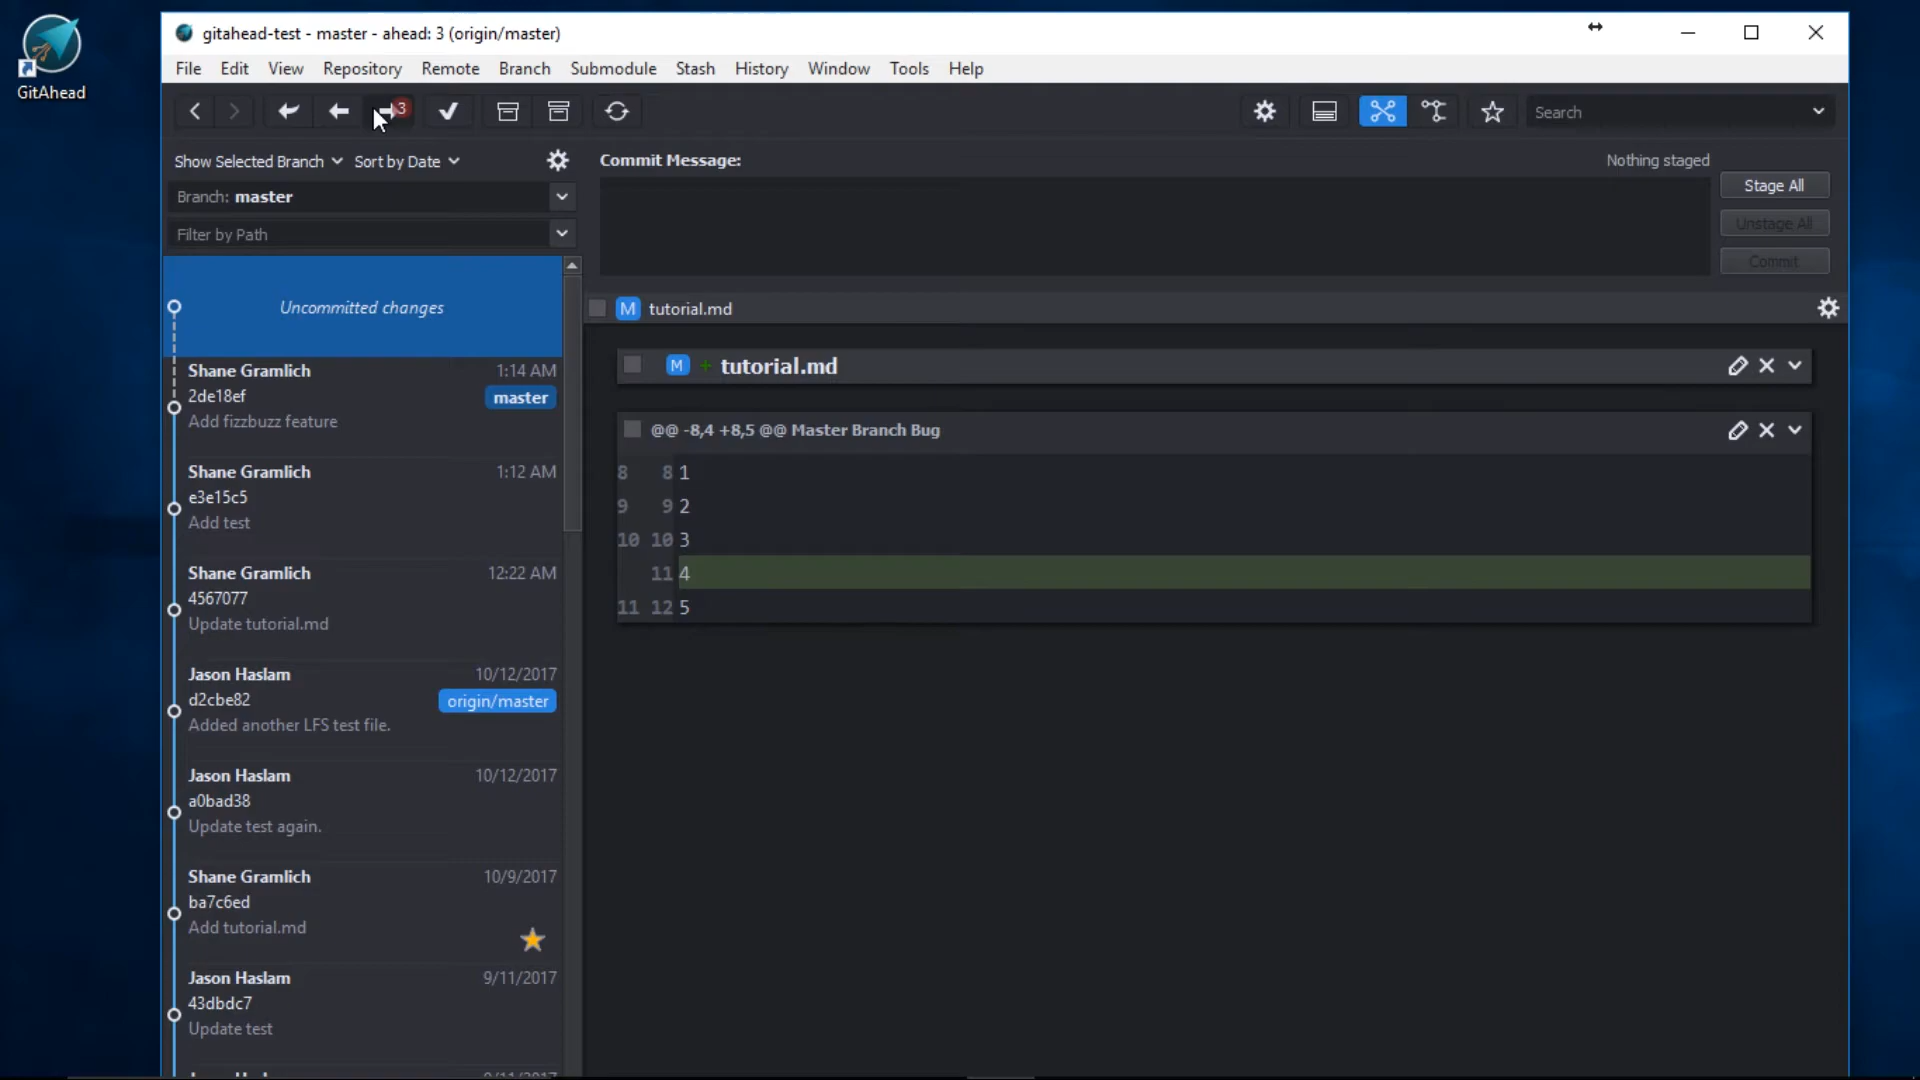 GitAhead
gitahead-test - master - ahead: 3 (origin/master)
File Edit View Repository Remote Branch Submodule Stash History Window Tools Help
3
Search
Show Selected Branch Sort by Date
Branch: master
Filter by Path
Commit Message:
Nothing staged
Stage All
Unstage All
Commit
Uncommitted changes
Shane Gramlich 1:14 AM
2de18ef master
Add fizzbuzz feature
Shane Gramlich 1:12 AM
e3e15c5
Add test
Shane Gramlich 12:22 AM
4567077
Update tutorial.md
Jason Haslam 10/12/2017
d2cbe82 origin/master
Added another LFS test file.
Jason Haslam 10/12/2017
a0bad38
Update test again.
Shane Gramlich 10/9/2017
ba7c6ed
Add tutorial.md
Jason Haslam 9/11/2017
43dbdc7
Update test
M tutorial.md
M + tutorial.md
@@ -8,4 +8,5 @@ Master Branch Bug
8 8 1
9 9 2
10 10 3
11 4
11 12 5